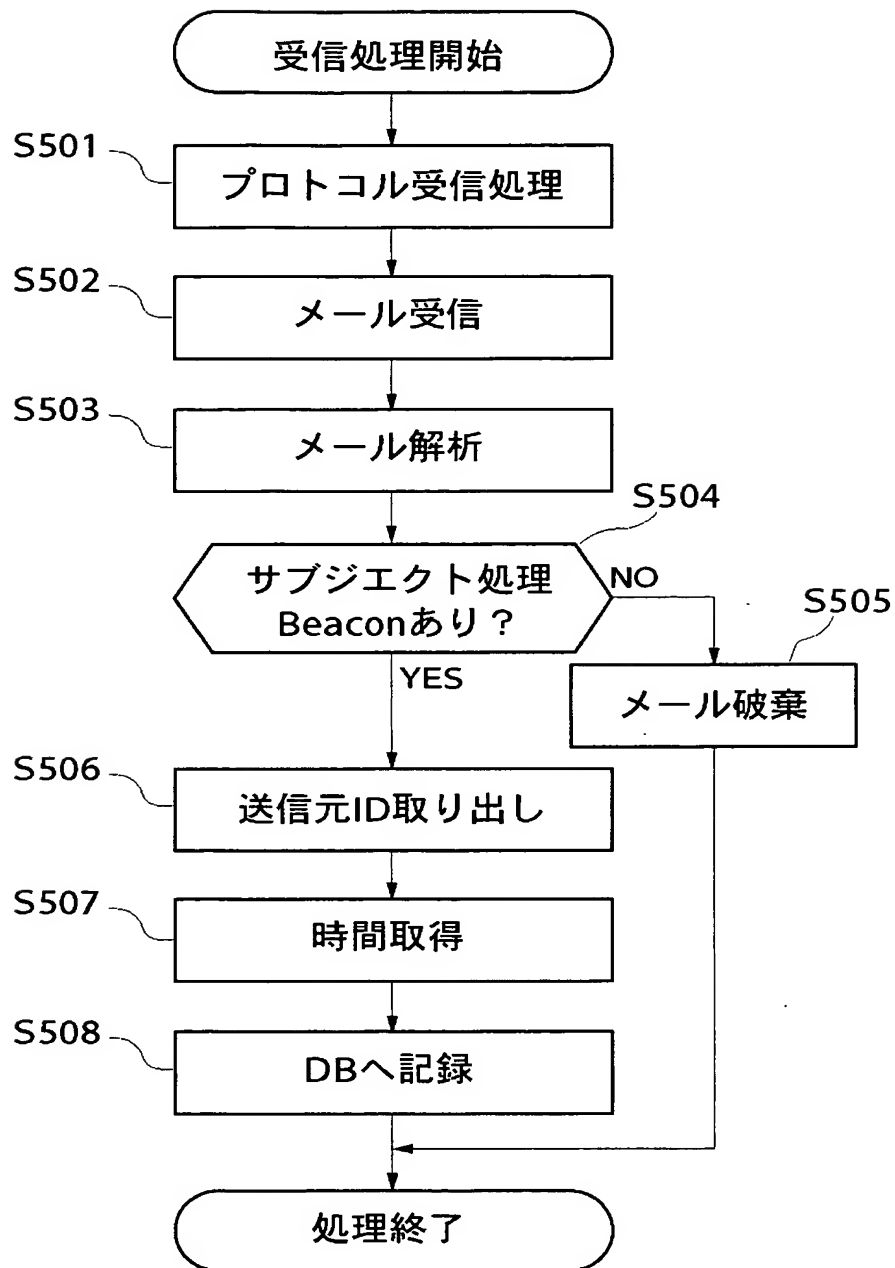 受信処理開始
S501
プロトコル受信処理
S502
メール受信
S503
メール解析
S504
サブジエクト処理
Beaconあり？
NO
YES
S505
メール破棄
S506
送信元ID取り出し
S507
時間取得
S508
DBへ記録
処理終了